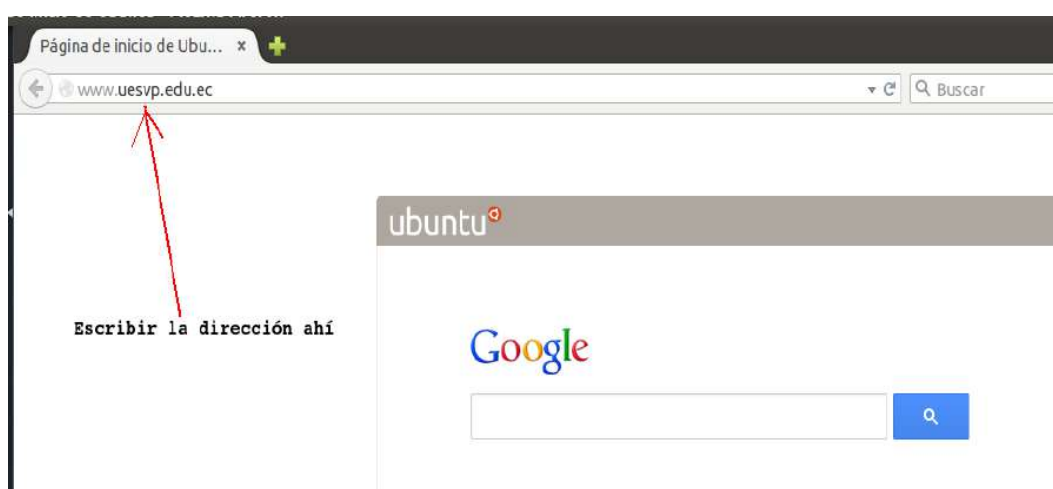 Página de inicio de Ubu... ×
www.uesvp.edu.ec
Buscar
ubuntu
Escribir la dirección ahí
Google